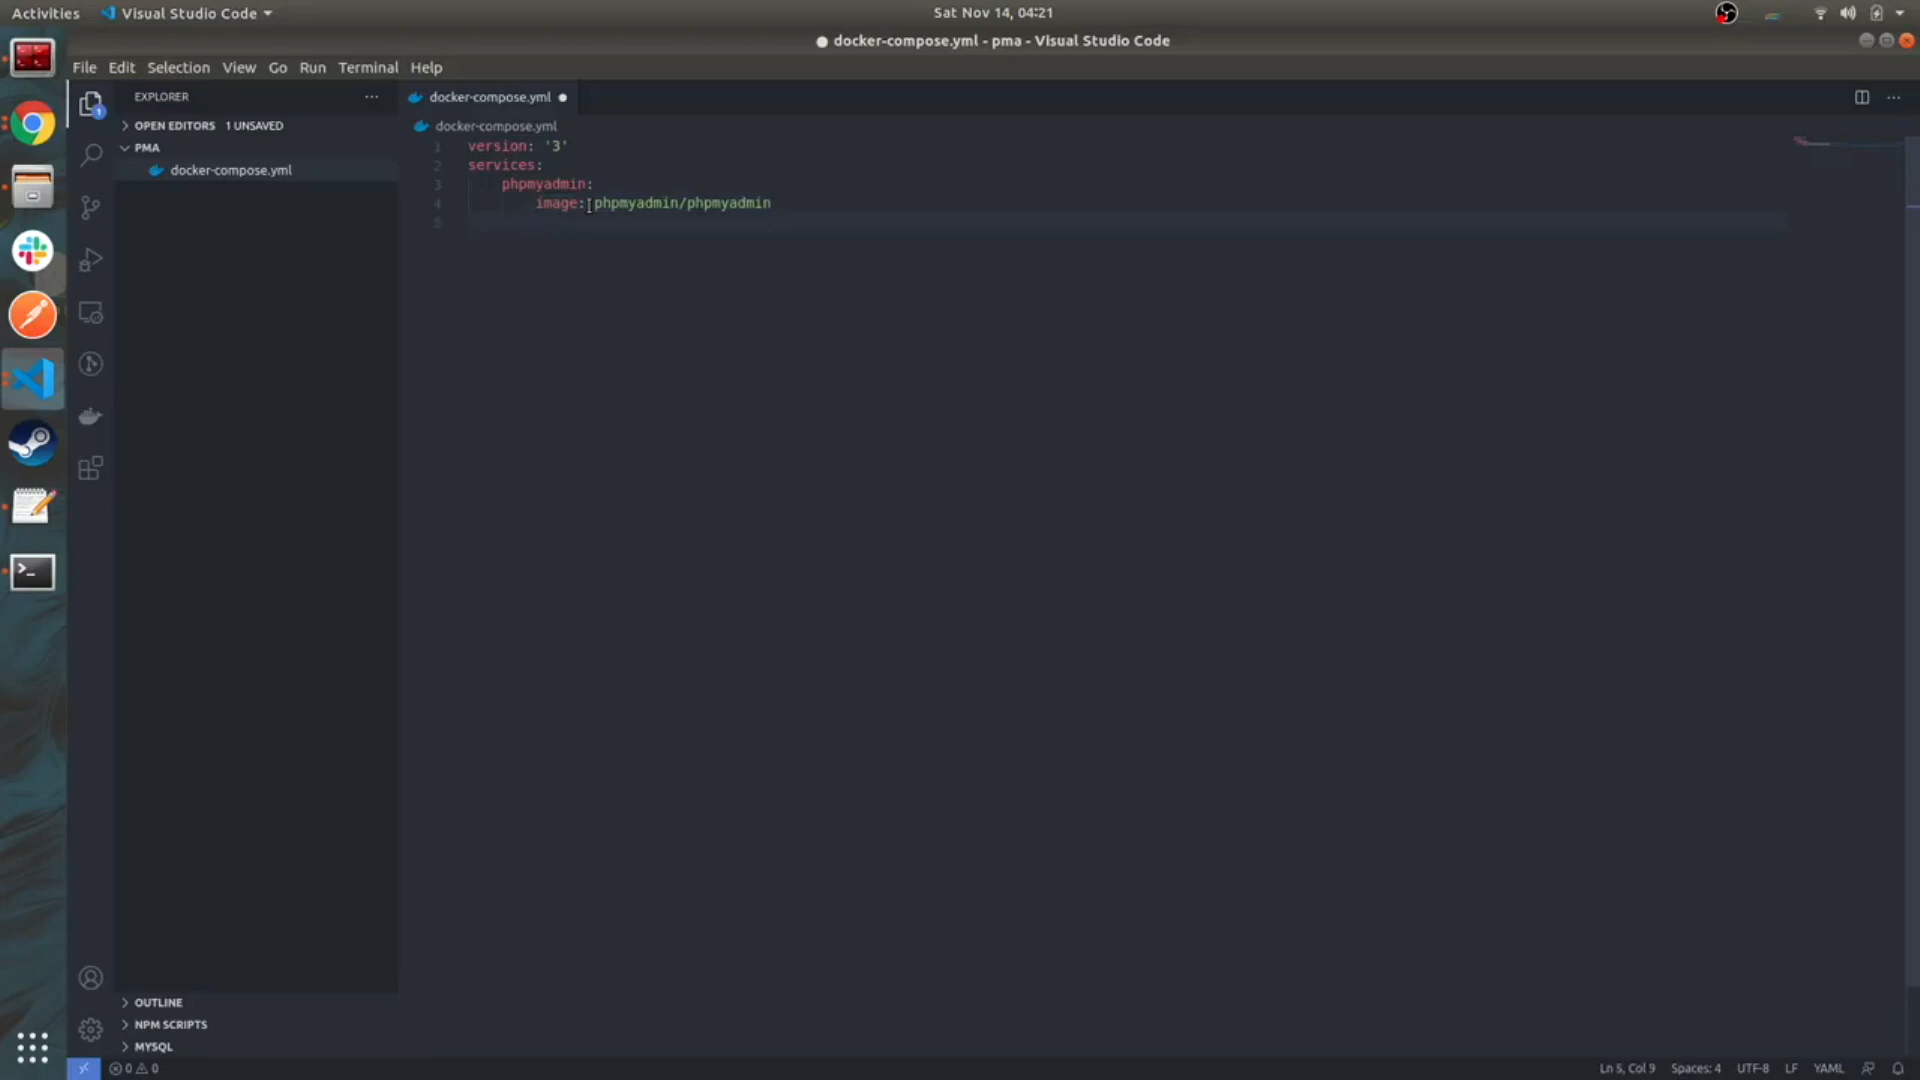 Activities Visual Studio Code Sat Nov 14, 04:21
docker-compose.yml - pma - Visual Studio Code
File Edit Selection View Go Run Terminal Help
EXPLORER docker-compose.yml
OPEN EDITORS 1 UNSAVED docker-compose.yml
PMA
docker-compose.yml
1 version: '3'
2 services:
3 phpmyadmin:
4 image: phpmyadmin/phpmyadmin
5
1
OUTLINE
NPM SCRIPTS
MYSQL
0 0 Ln 5, Col 9 Spaces: 4 UTF-8 LF YAML